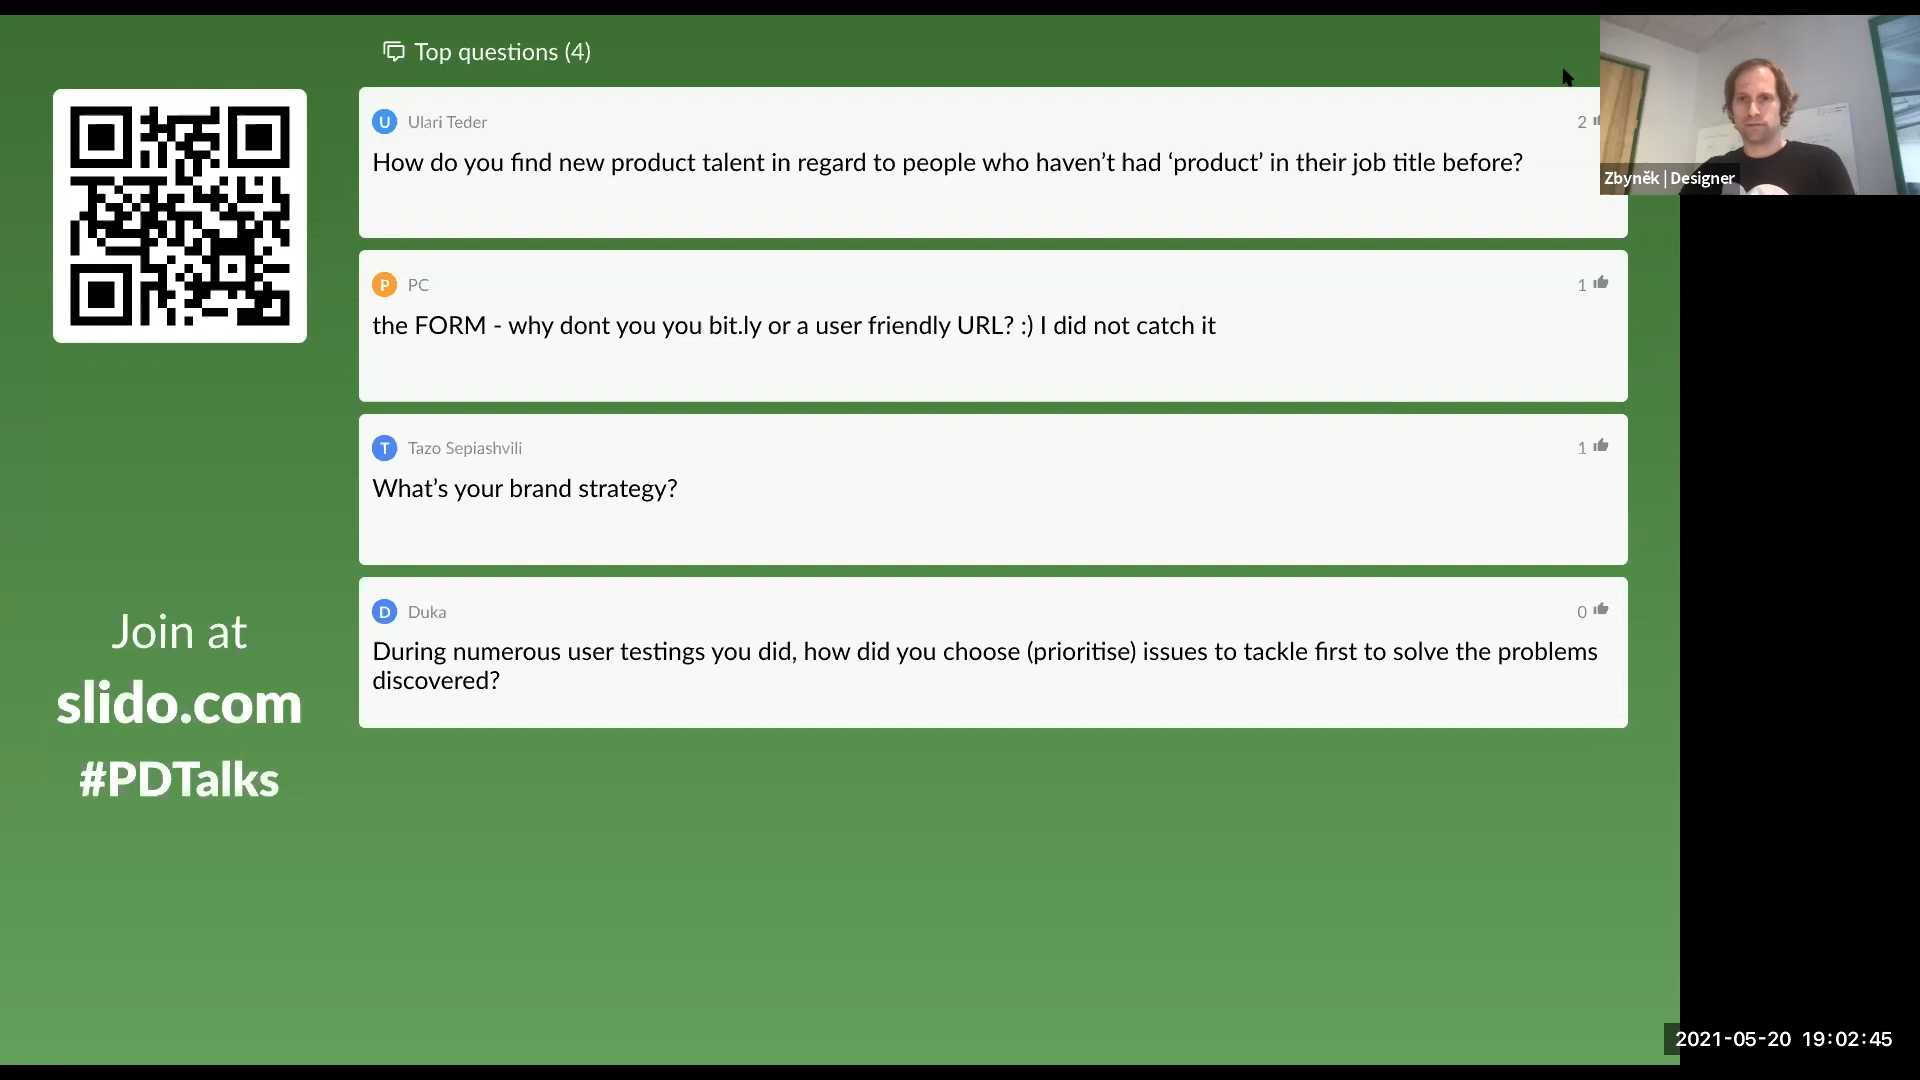 Top questions (4)
U Ulari Teder 2
How do you find new product talent in regard to people who haven’t had ‘product’ in their job title before?
P PC 1
the FORM - why dont you you bit.ly or a user friendly URL? :) I did not catch it
T Tazo Sepiashvili 1
What’s your brand strategy?
D Duka 0
During numerous user testings you did, how did you choose (prioritise) issues to tackle first to solve the problems
discovered?
Join at
slido.com
#PDTalks
Zbyněk | Designer
2021-05-20 19:02:45